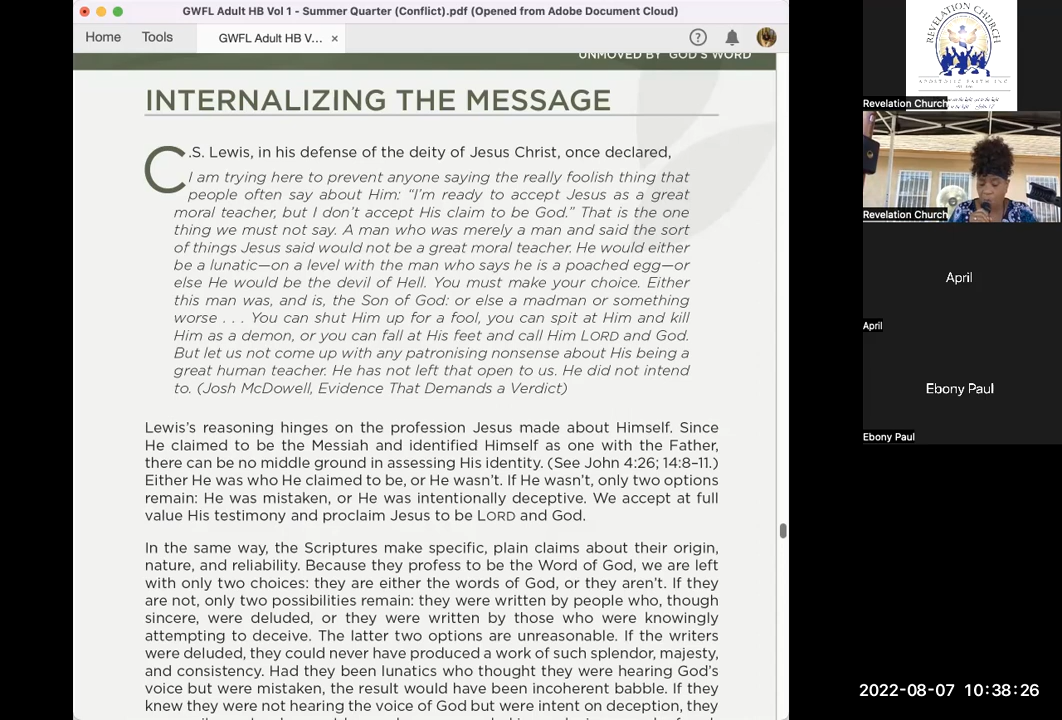 GWFL Adult HB Vol 1 - Summer Quarter (Conflict).pdf (Opened from Adobe Document Cloud)
Home Tools GWFL Adult HB V... ×
UNMOVED BY GOD'S WORD
INTERNALIZING THE MESSAGE
C.S. Lewis, in his defense of the deity of Jesus Christ, once declared,
I am trying here to prevent anyone saying the really foolish thing that
people often say about Him: “I’m ready to accept Jesus as a great
moral teacher, but I don’t accept His claim to be God.” That is the one
thing we must not say. A man who was merely a man and said the sort
of things Jesus said would not be a great moral teacher. He would either
be a lunatic—on a level with the man who says he is a poached egg—or
else He would be the devil of Hell. You must make your choice. Either
this man was, and is, the Son of God: or else a madman or something
worse . . . You can shut Him up for a fool, you can spit at Him and kill
Him as a demon, or you can fall at His feet and call Him LORD and God.
But let us not come up with any patronising nonsense about His being a
great human teacher. He has not left that open to us. He did not intend
to. (Josh McDowell, Evidence That Demands a Verdict)
Lewis’s reasoning hinges on the profession Jesus made about Himself. Since
He claimed to be the Messiah and identified Himself as one with the Father,
there can be no middle ground in assessing His identity. (See John 4:26; 14:8–11.)
Either He was who He claimed to be, or He wasn’t. If He wasn’t, only two options
remain: He was mistaken, or He was intentionally deceptive. We accept at full
value His testimony and proclaim Jesus to be LORD and God.
In the same way, the Scriptures make specific, plain claims about their origin,
nature, and reliability. Because they profess to be the Word of God, we are left
with only two choices: they are either the words of God, or they aren’t. If they
are not, only two possibilities remain: they were written by people who, though
sincere, were deluded, or they were written by those who were knowingly
attempting to deceive. The latter two options are unreasonable. If the writers
were deluded, they could never have produced a work of such splendor, majesty,
and consistency. Had they been lunatics who thought they were hearing God’s
voice but were mistaken, the result would have been incoherent babble. If they
knew they were not hearing the voice of God but were intent on deception, they
REVELATION CHURCH
APOSTOLIC FAITH INC
Revelation Church
Revelation Church
April
April
Ebony Paul
Ebony Paul
2022-08-07 10:38:26